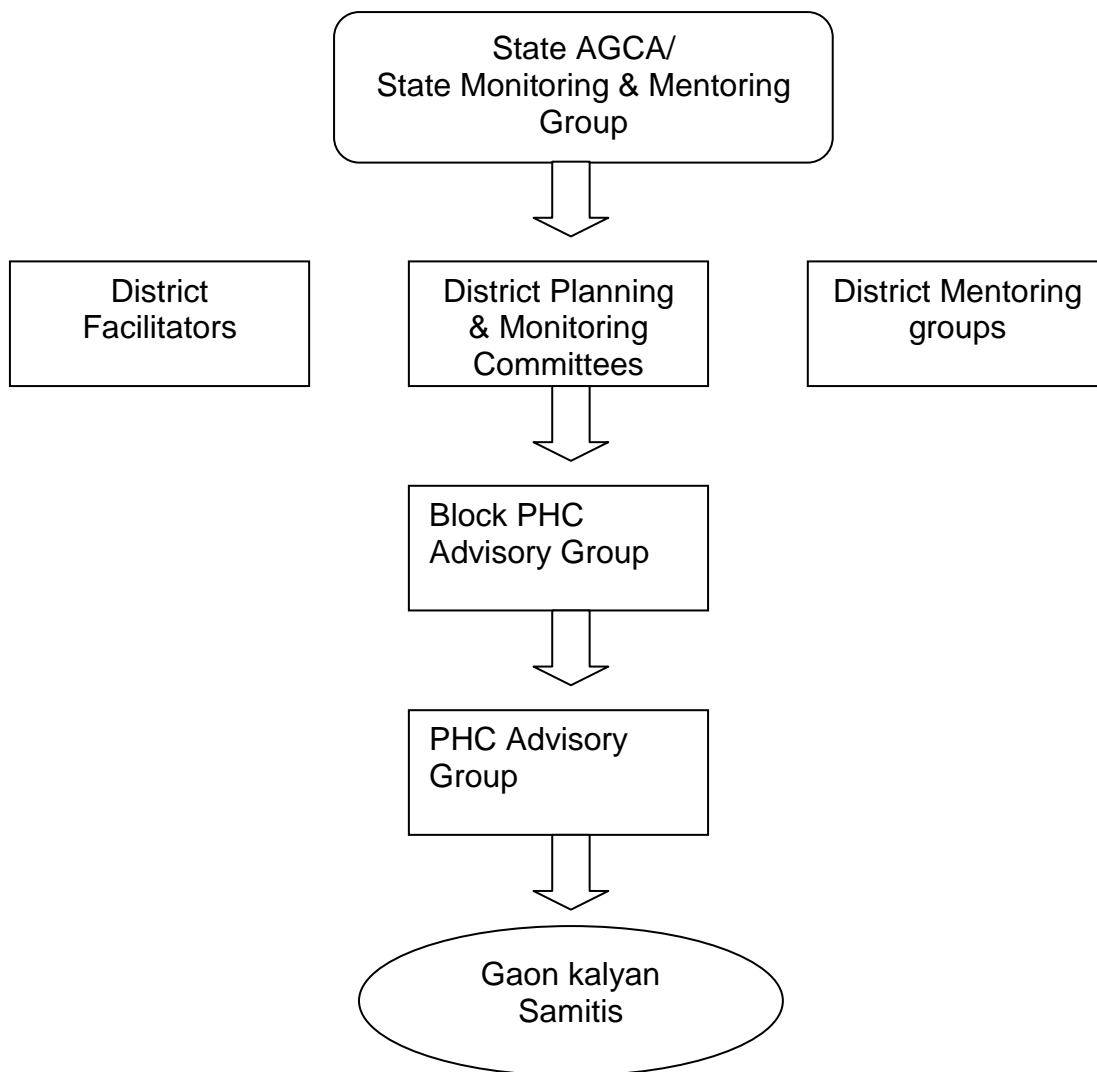 State AGCA/
State Monitoring & Mentoring
Group
District
Facilitators
District Planning
& Monitoring
Committees
District Mentoring
groups
Block PHC
Advisory Group
PHC Advisory
Group
Gaon kalyan
Samitis